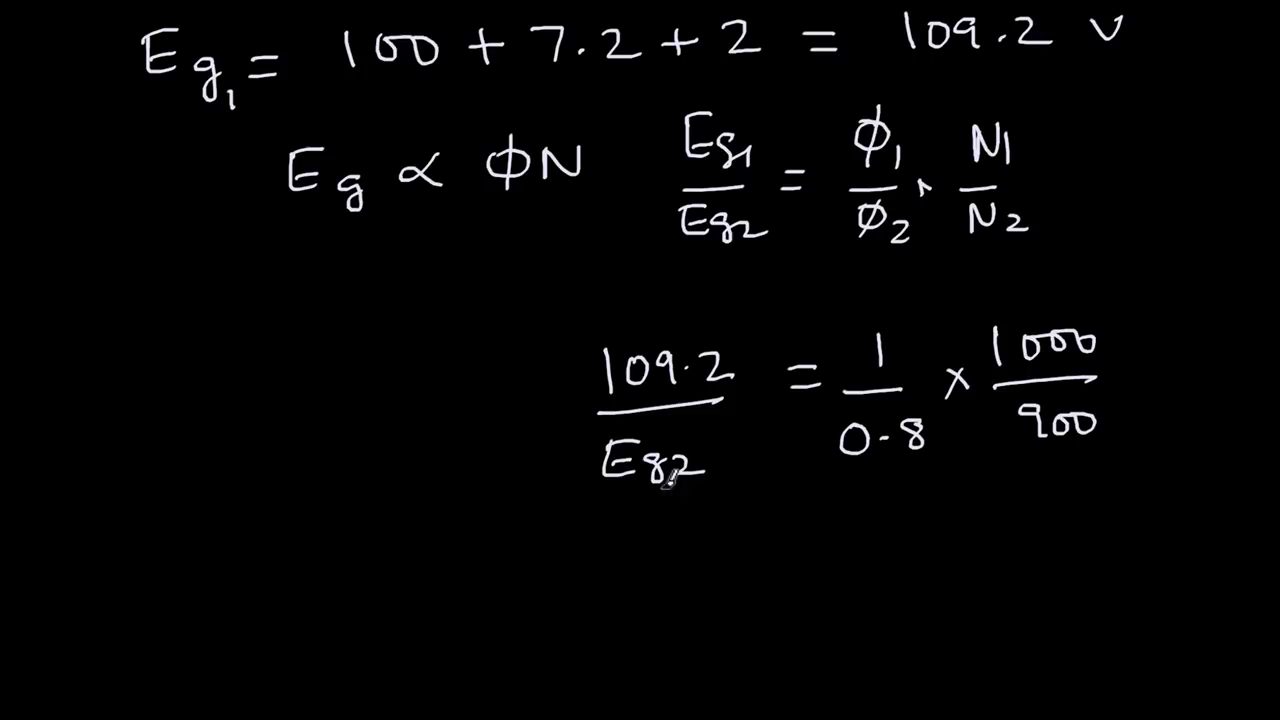 Eg1 = 100 + 7.2 + 2 = 109.2 V
Eg ∝ ΦN Eg1/Eg2 = Φ1/Φ2 · N1/N2
109.2/Eg2 = 1/0.8 × 1000/900